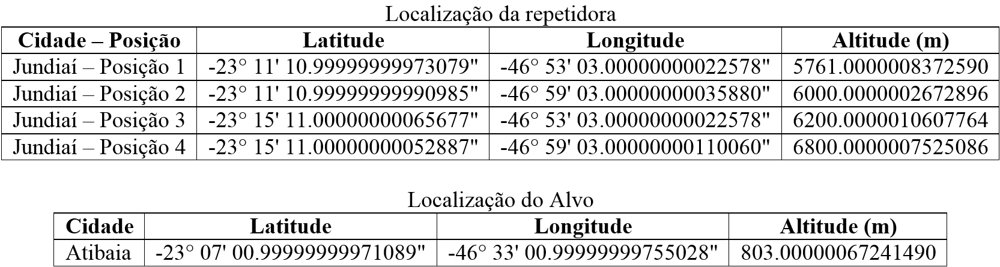 Localização da repetidora
Cidade – Posição Latitude Longitude Altitude (m)
Jundiaí – Posição 1 -23° 11' 10.99999999973079" -46° 53' 03.00000000022578" 5761.0000008372590
Jundiaí – Posição 2 -23° 11' 10.99999999990985" -46° 59' 03.00000000035880" 6000.0000002672896
Jundiaí – Posição 3 -23° 15' 11.00000000065677" -46° 53' 03.00000000022578" 6200.0000010607764
Jundiaí – Posição 4 -23° 15' 11.00000000052887" -46° 59' 03.00000000110060" 6800.0000007525086
Localização do Alvo
Cidade Latitude Longitude Altitude (m)
Atibaia -23° 07' 00.99999999971089" -46° 33' 00.99999999755028" 803.00000067241490